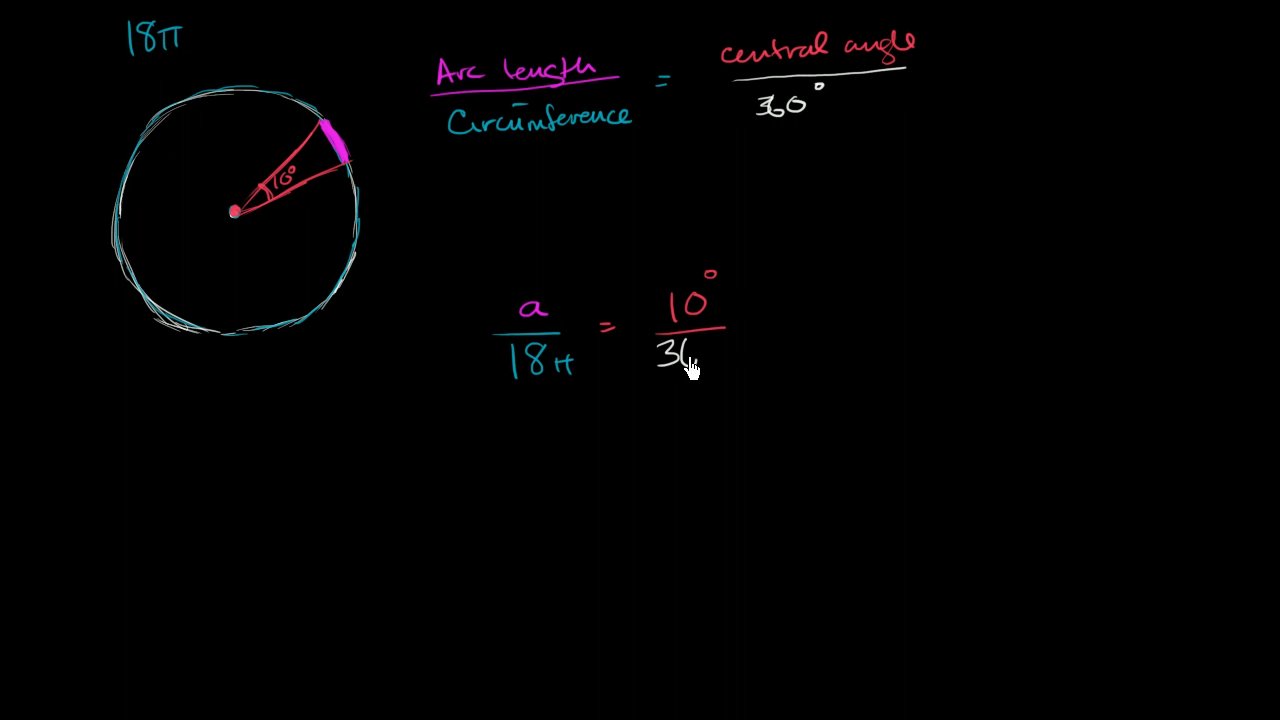 18π
Arc length = central angle
Circumference 360°
10°
a = 10°
18π 36